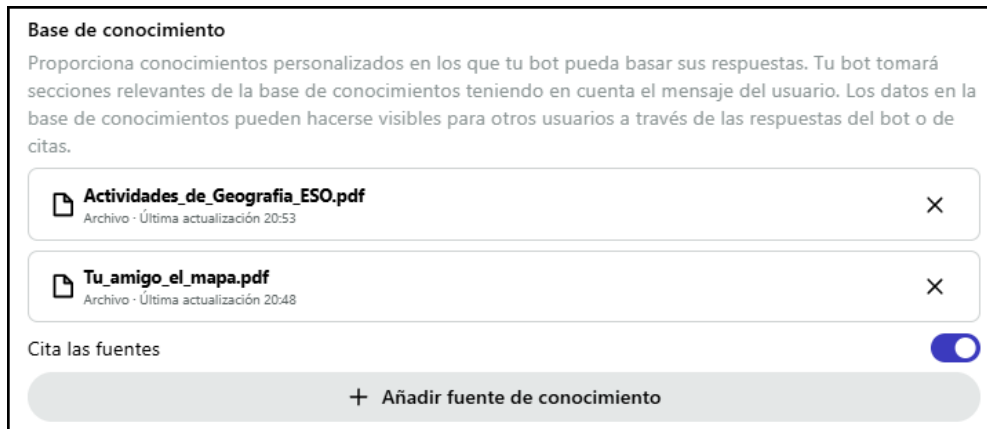 Base de conocimiento
Proporciona conocimientos personalizados en los que tu bot pueda basar sus respuestas. Tu bot tomará
secciones relevantes de la base de conocimientos teniendo en cuenta el mensaje del usuario. Los datos en la
base de conocimientos pueden hacerse visibles para otros usuarios a través de las respuestas del bot o de
citas.
Actividades_de_Geografia_ESO.pdf
Archivo · Última actualización 20:53
Tu_amigo_el_mapa.pdf
Archivo · Última actualización 20:48
Cita las fuentes
+ Añadir fuente de conocimiento